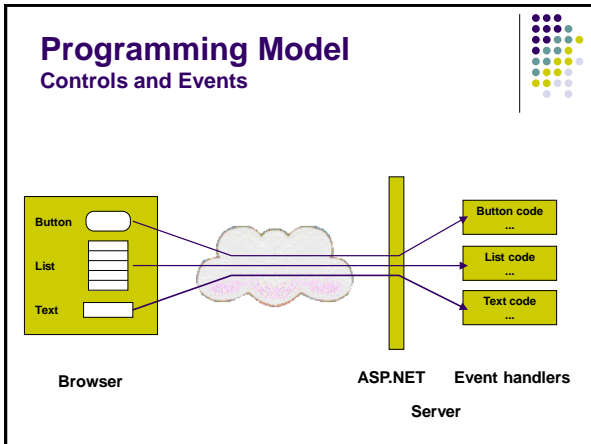 Programming Model
Controls and Events
Button
List
Text
Button code
...
List code
...
Text code
...
Browser
ASP.NET
Event handlers
Server